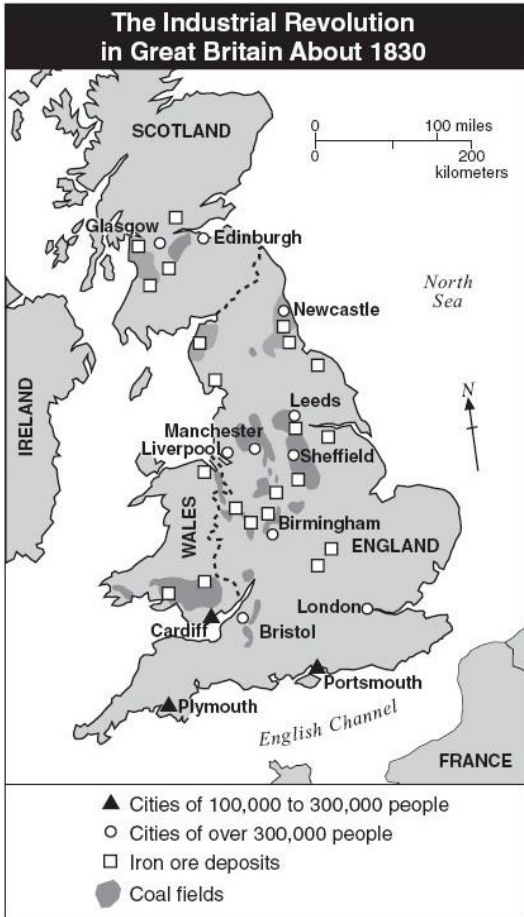 The Industrial Revolution
in Great Britain About 1830
SCOTLAND
0 100 miles
0 200
kilometers
Glasgow
Edinburgh
North
Sea
Newcastle
IRELAND
N
Leeds
Manchester
Liverpool
Sheffield
WALES
Birmingham
ENGLAND
London
Cardiff
Bristol
Portsmouth
Plymouth
English Channel
FRANCE
Cities of 100,000 to 300,000 people
Cities of over 300,000 people
Iron ore deposits
Coal fields